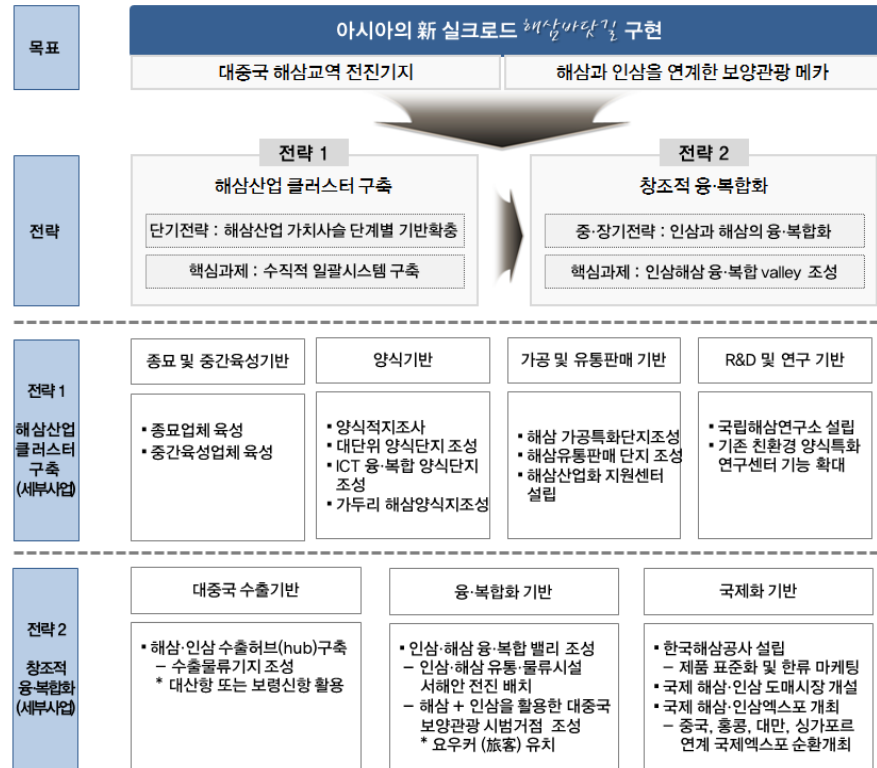 목표
아시아의 新 실크로드 해삼바닷길 구현
대중국 해삼교역 전진기지
해삼과 인삼을 연계한 보양관광 메카
전략
전략 1
해삼산업 클러스터 구축
단기전략 : 해삼산업 가치사슬 단계별 기반확충
핵심과제 : 수직적 일괄시스템 구축
전략 2
창조적 융·복합화
중·장기전략 : 인삼과 해삼의 융·복합화
핵심과제 : 인삼해삼 융·복합 valley 조성
전략 1
해삼산업
클러스터
구축
(세부사업)
종묘 및 중간육성기반
▪ 종묘업체 육성
▪ 중간육성업체 육성
양식기반
▪ 양식적지조사
▪ 대단위 양식단지 조성
▪ ICT 융·복합 양식단지
조성
▪ 가두리 해삼양식지조성
가공 및 유통판매 기반
▪ 해삼 가공특화단지조성
▪ 해삼유통판매 단지 조성
▪ 해삼산업화 지원센터
설립
R&D 및 연구 기반
▪ 국립해삼연구소 설립
▪ 기존 친환경 양식특화
연구센터 기능 확대
전략 2
창조적
융·복합화
(세부사업)
대중국 수출기반
▪ 해삼·인삼 수출허브(hub)구축
– 수출물류기지 조성
* 대산항 또는 보령신항 활용
융·복합화 기반
▪ 인삼·해삼 융·복합 밸리 조성
– 인삼·해삼 유통·물류시설
서해안 전진 배치
– 해삼 + 인삼을 활용한 대중국
보양관광 시범거점 조성
* 요우커 (旅客) 유치
국제화 기반
▪ 한국해삼공사 설립
– 제품 표준화 및 한류 마케팅
▪ 국제 해삼·인삼 도매시장 개설
▪ 국제 해삼·인삼엑스포 개최
– 중국, 홍콩, 대만, 싱가포르
연계 국제엑스포 순환개최